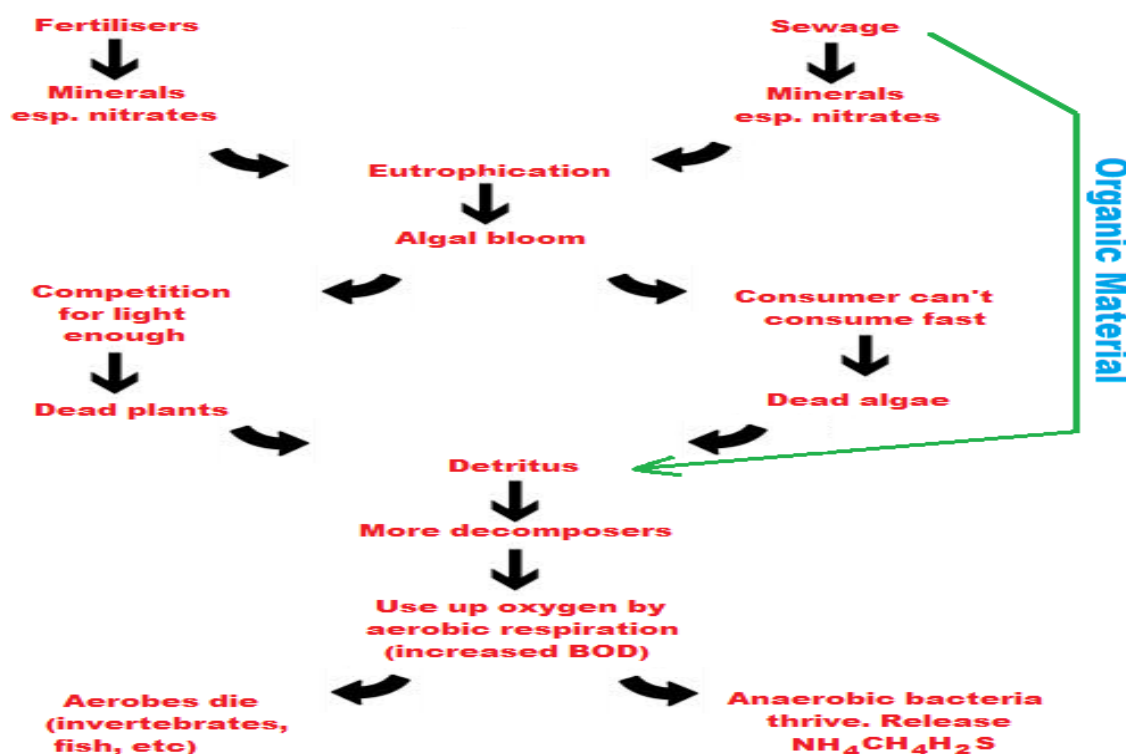 Fertilisers
Sewage
Minerals
esp. nitrates
Minerals
esp. nitrates
Eutrophication
Algal bloom
Competition
for light
enough
Consumer can't
consume fast
Dead plants
Dead algae
Organic Material
Detritus
More decomposers
Use up oxygen by
aerobic respiration
(increased BOD)
Aerobes die
(invertebrates,
fish, etc)
Anaerobic bacteria
thrive. Release
NH₄CH₄H₂S